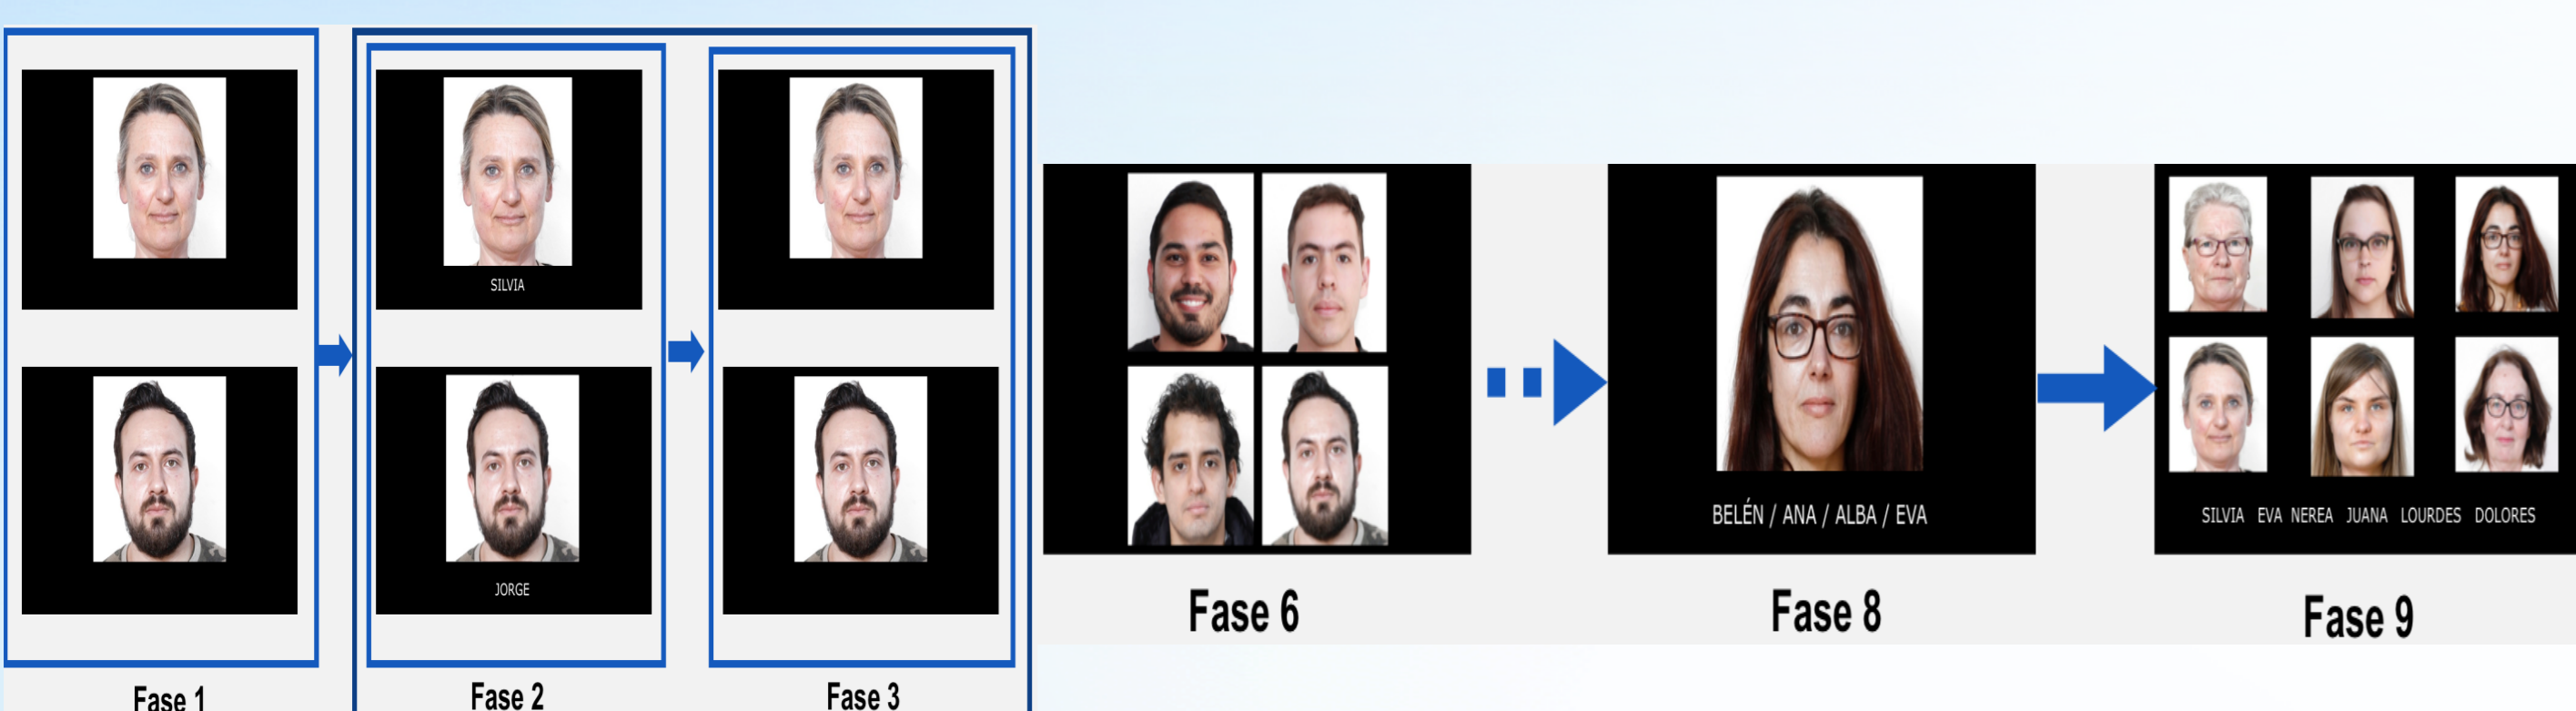 SILVIA
JORGE
Fase 1
Fase 2
Fase 3
BELÉN / ANA / ALBA / EVA
SILVIA EVA NEREA JUANA LOURDES DOLORES
Fase 6
Fase 8
Fase 9